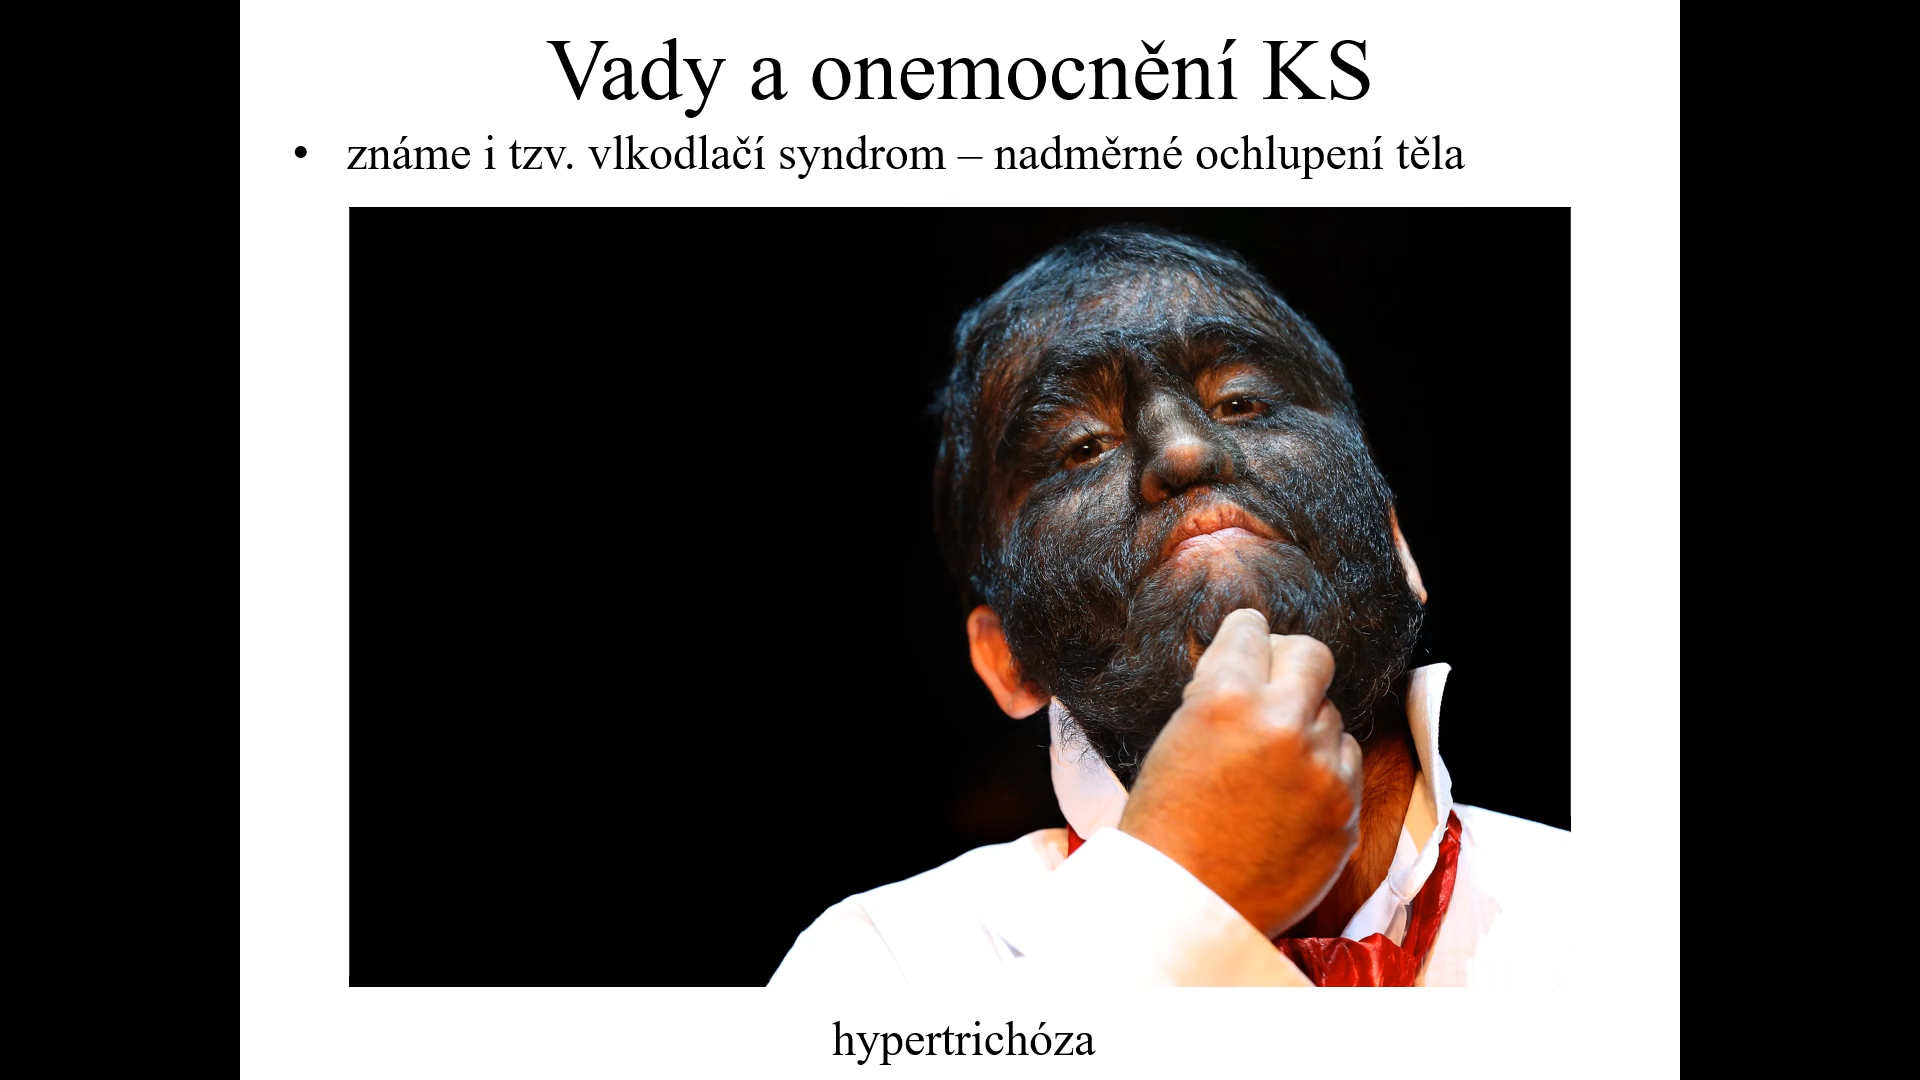 Vady a onemocnění KS
• známe i tzv. vlkodlačí syndrom – nadměrné ochlupení těla
hypertrichóza